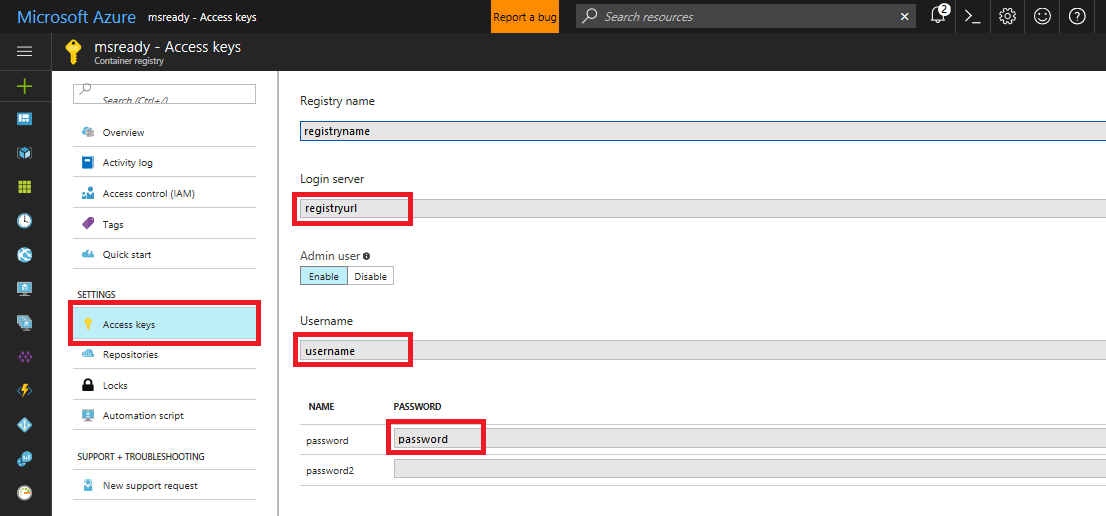 Microsoft Azure msready - Access keys Report a bug Search resources 2
msready - Access keys
Container registry
Search (Ctrl+/)
Overview
Activity log
Access control (IAM)
Tags
Quick start
SETTINGS
Access keys
Repositories
Locks
Automation script
SUPPORT + TROUBLESHOOTING
New support request
Registry name
registryname
Login server
registryurl
Admin user
Enable Disable
Username
username
NAME PASSWORD
password password
password2